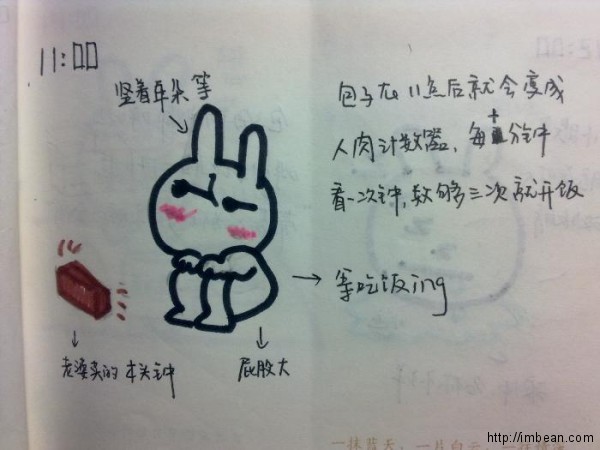 11:00
竖着耳朵等
包子在11点后就会变成
人肉计数器,每十分钟
看一次钟,数够三次就开饭
等吃饭ing
老婆买的木头钟
屁股大
http://imbean.com